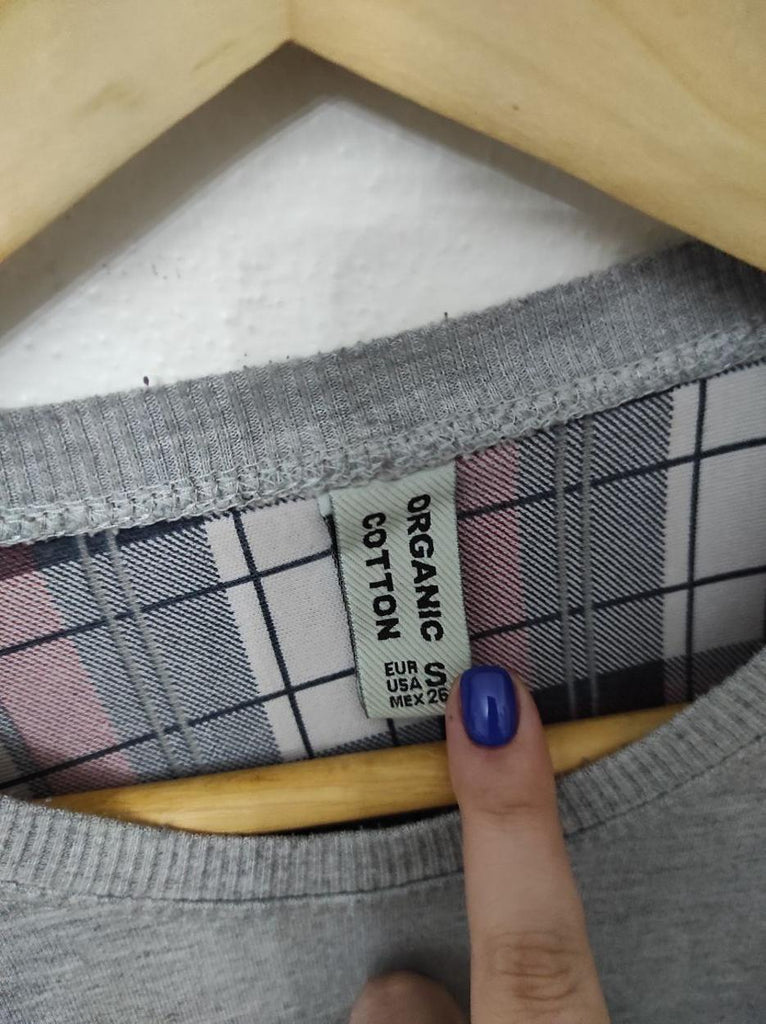 ORGANIC
COTTON
EUR S
USA
MEX 26